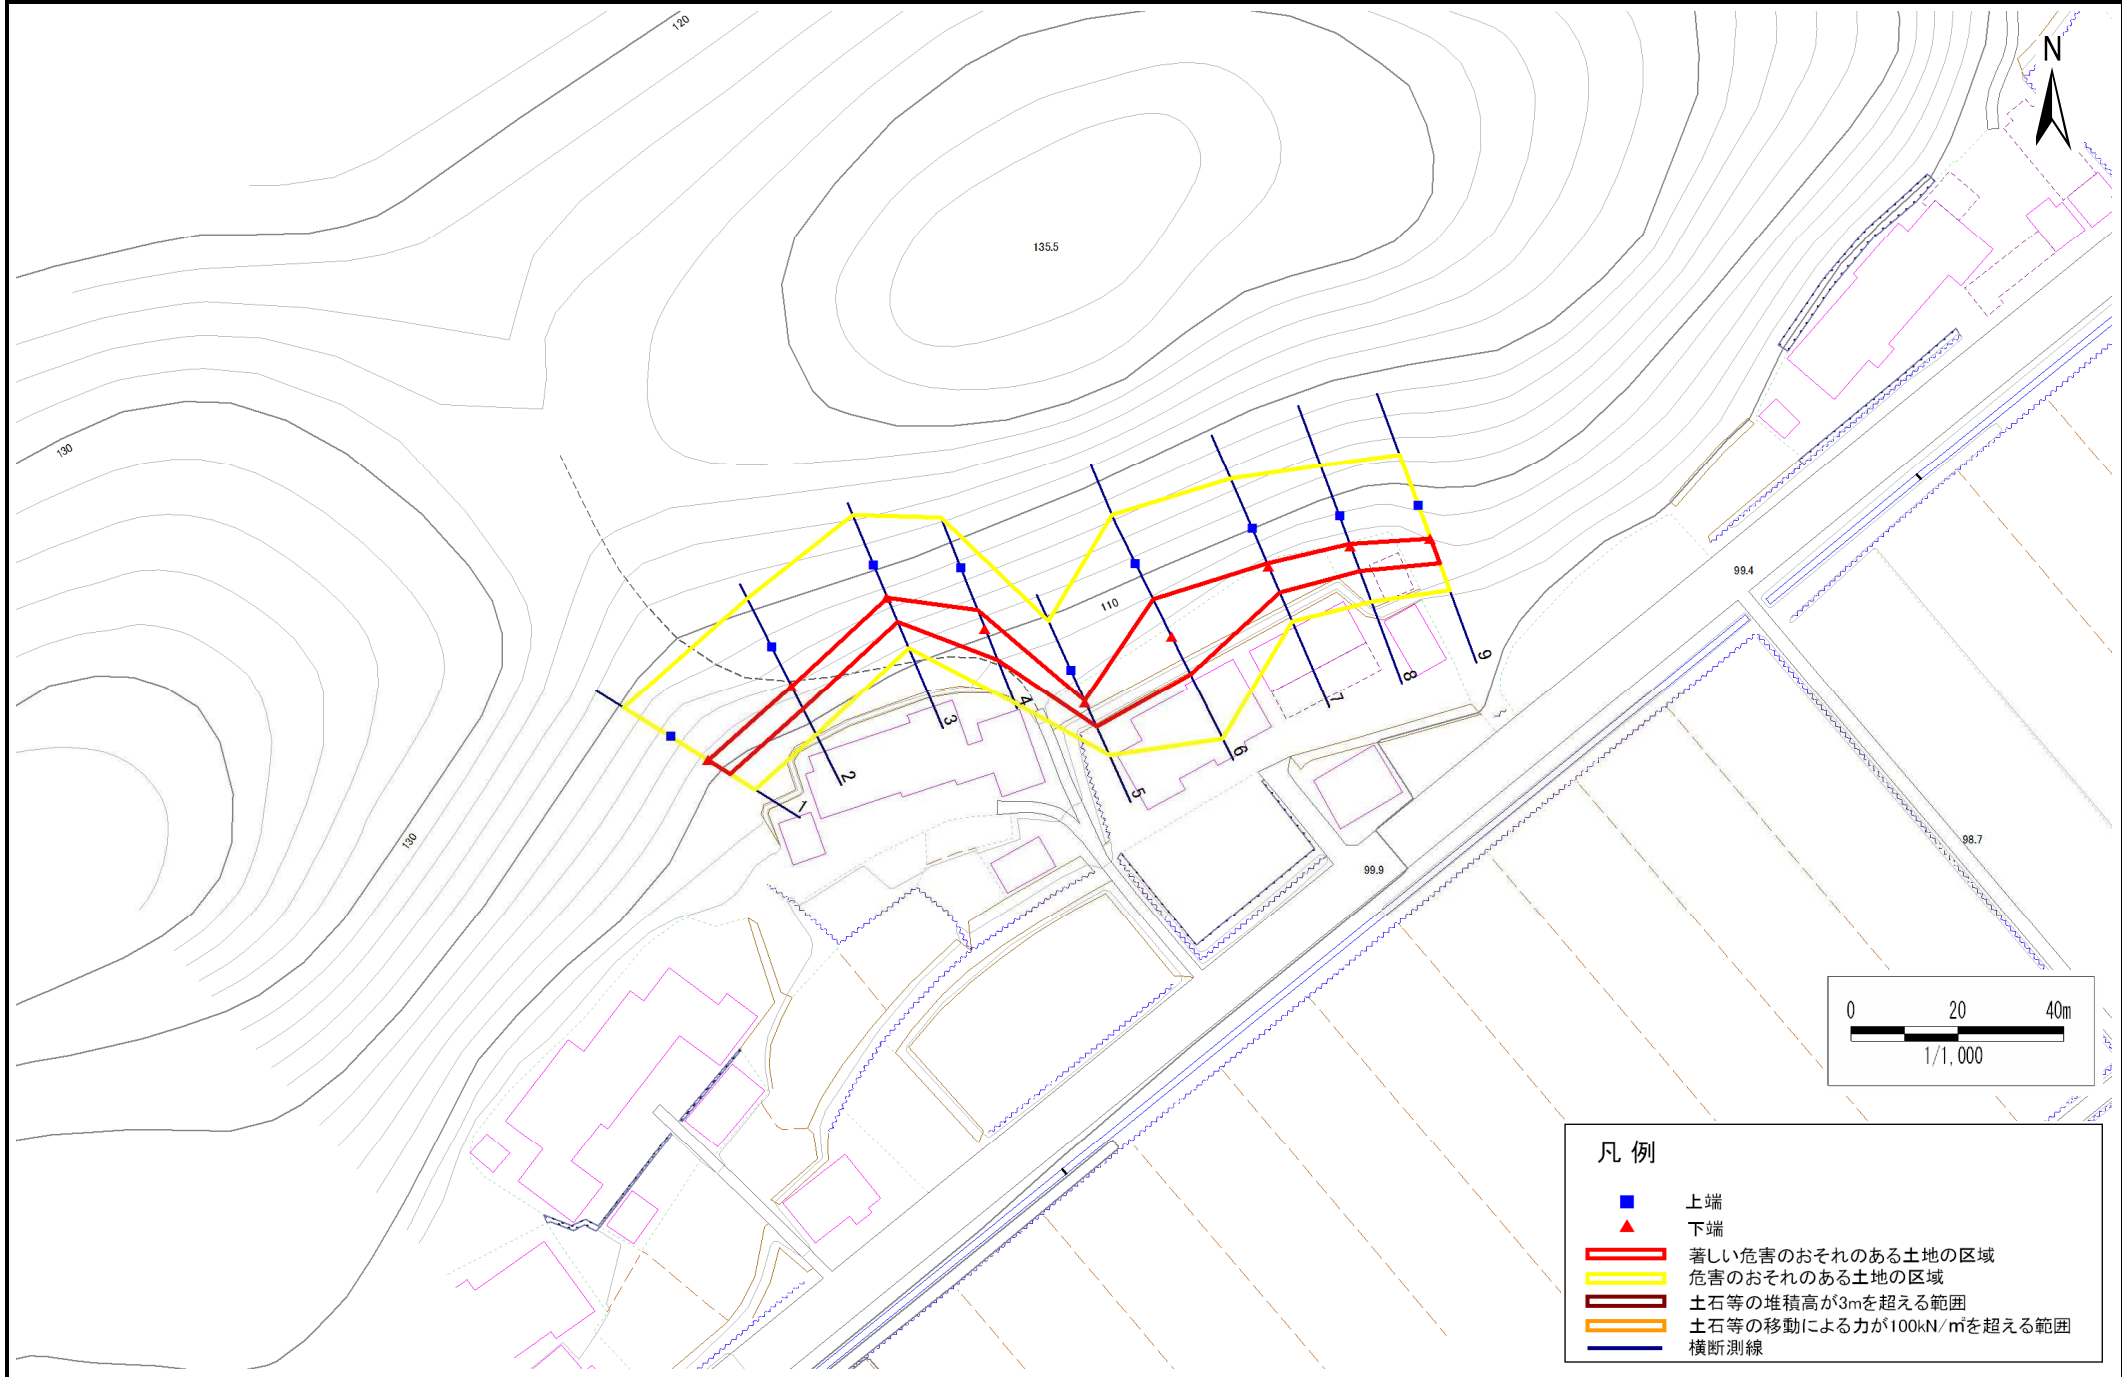 120
N
135.5
130
110
99.4
9
8
7
4
3
6
2
5
1
130
98.7
99.9
0 20 40m
1/1,000
凡 例
上端
下端
著しい危害のおそれのある土地の区域
危害のおそれのある土地の区域
土石等の堆積高が3mを超える範囲
土石等の移動による力が100kN/㎡を超える範囲
横断測線